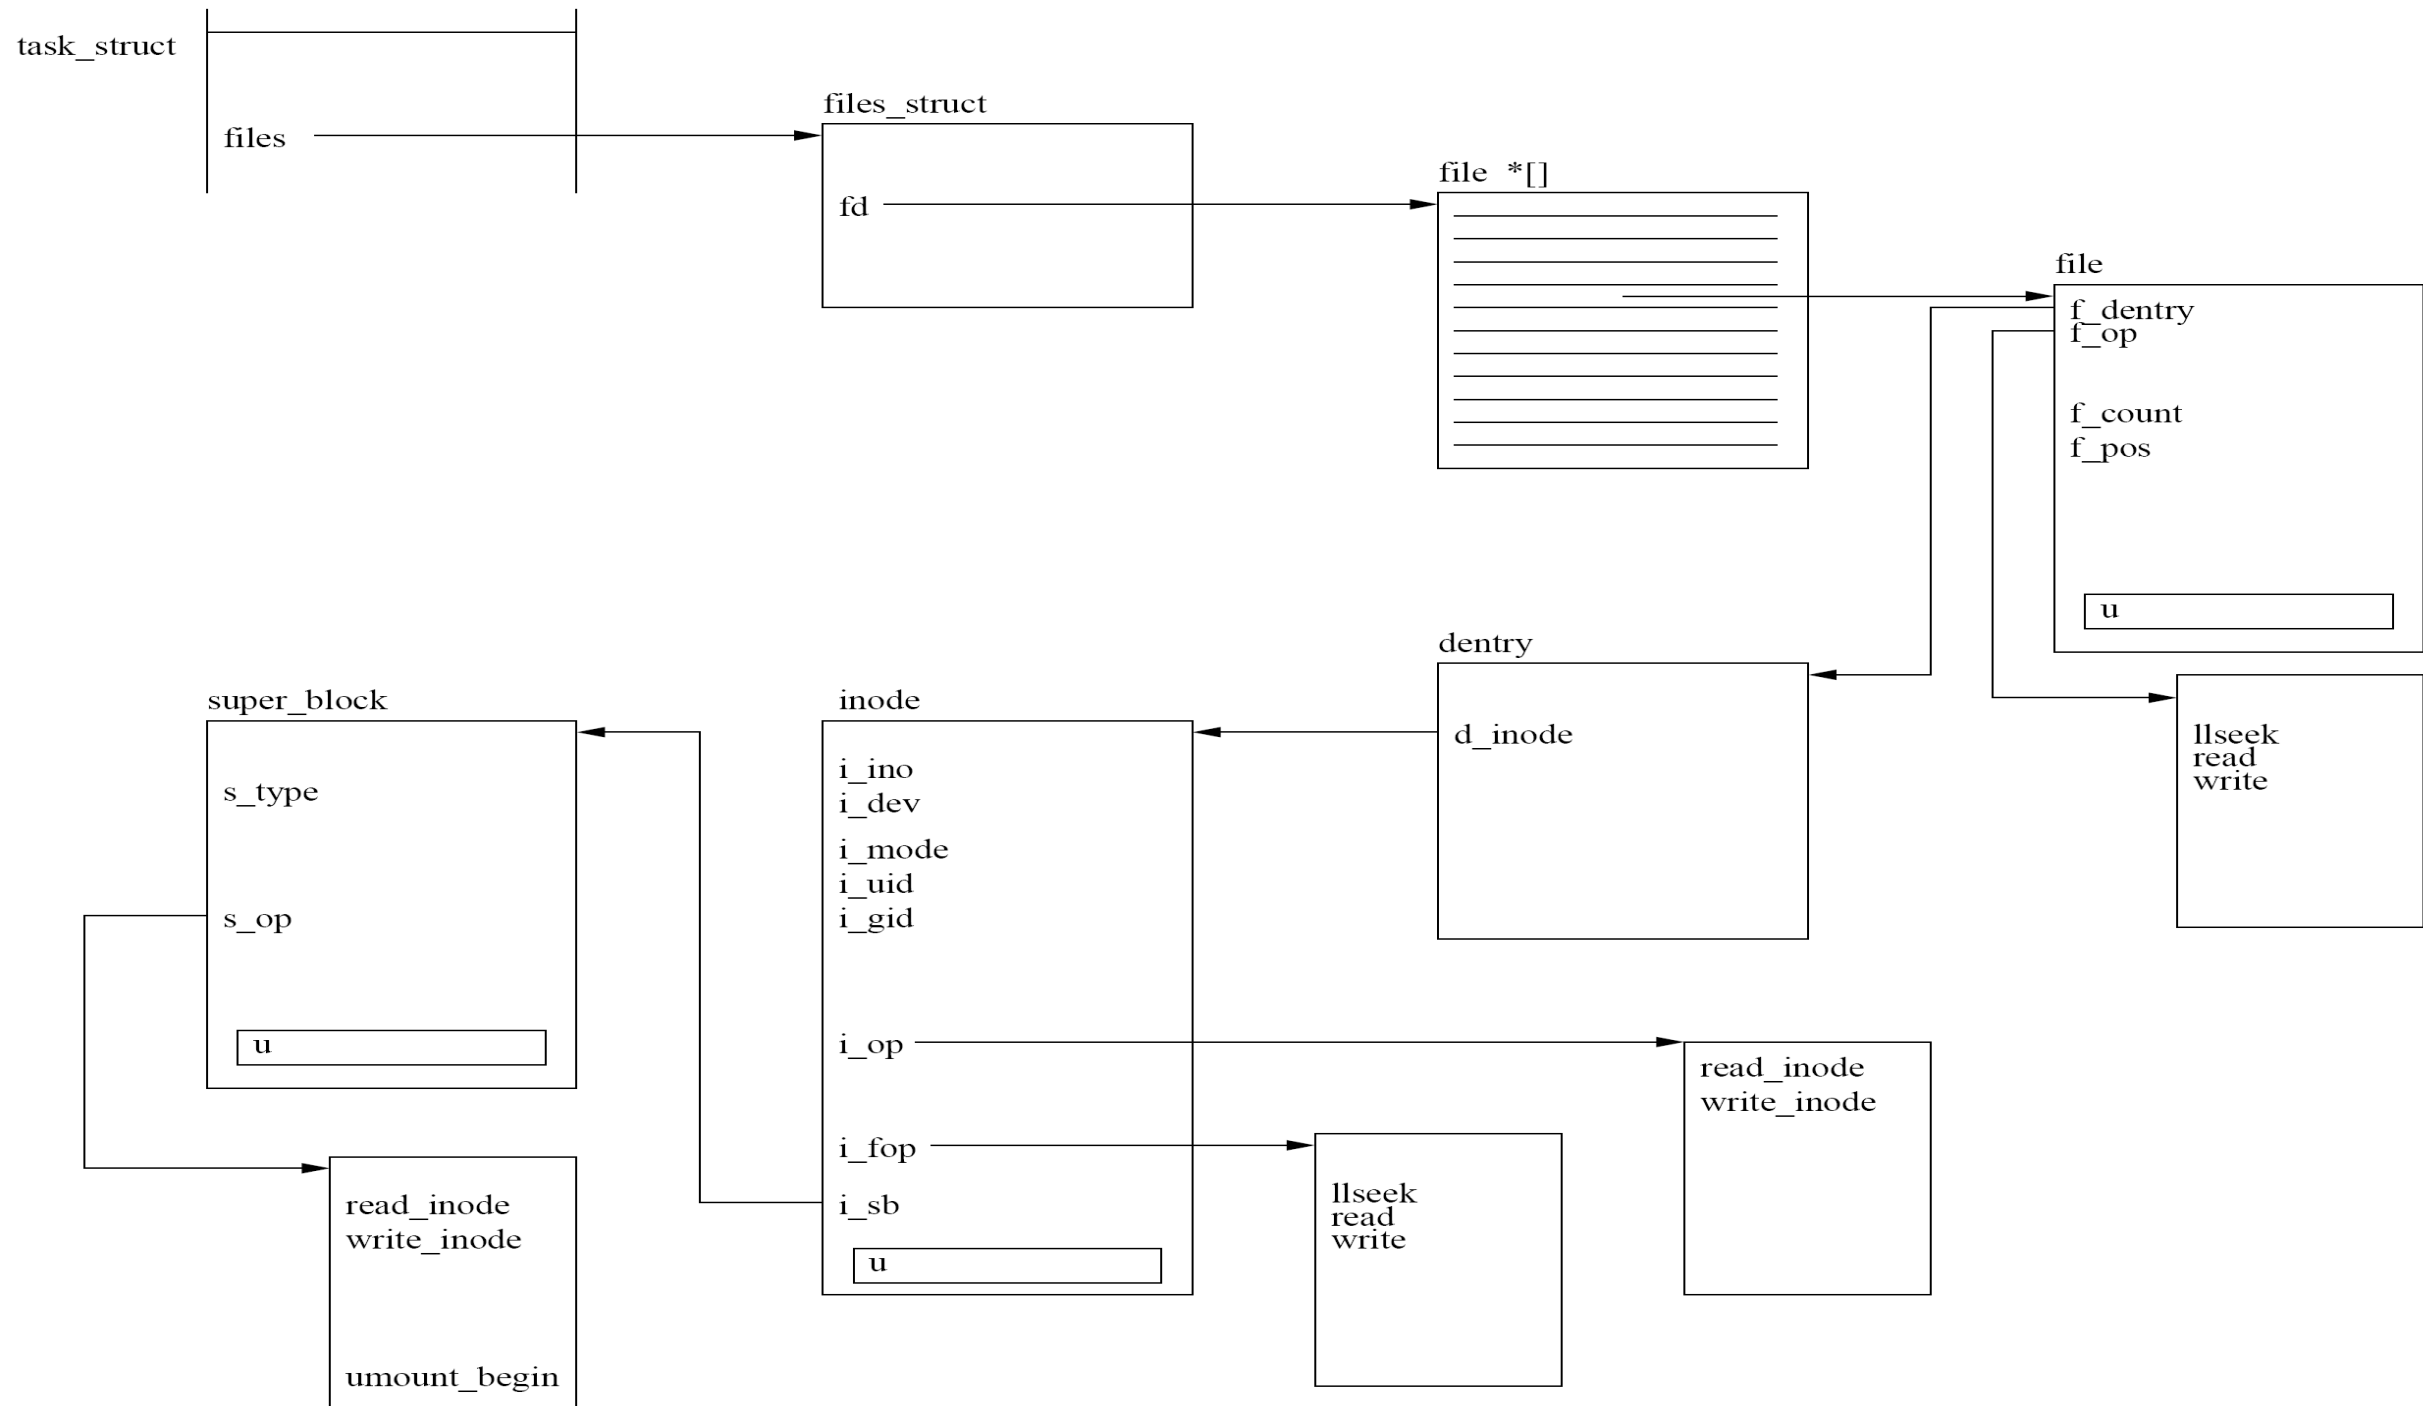 task_struct
files
files_struct
fd
file *[]
file
f_dentry
f_op
f_count
f_pos
u
dentry
d_inode
llseek
read
write
super_block
s_type
s_op
u
inode
i_ino
i_dev
i_mode
i_uid
i_gid
i_op
i_fop
i_sb
u
read_inode
write_inode
llseek
read
write
read_inode
write_inode
umount_begin